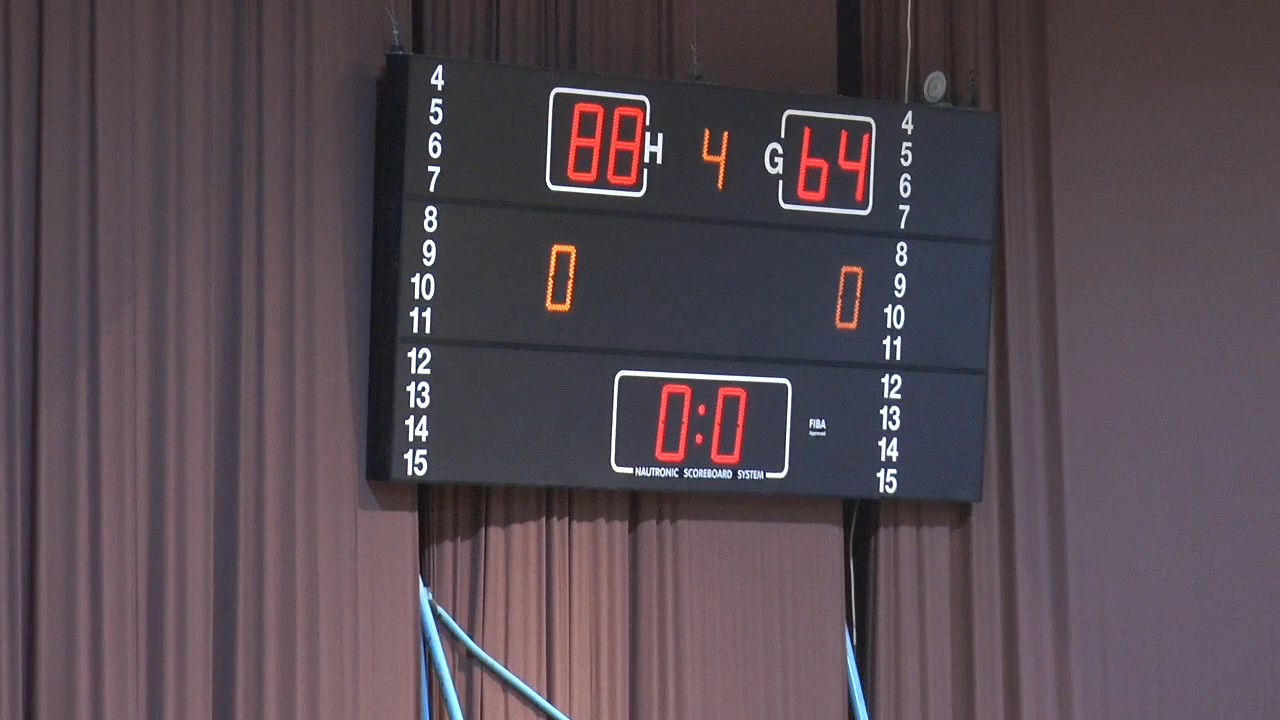 4 4
5 88 H 4 G 64 5
6 6
7 7
8 8
9 0 0 9
10 10
11 11
12 12
13 0:0 FIBA 13
Approved
14 14
15 NAUTRONIC SCOREBOARD SYSTEM 15